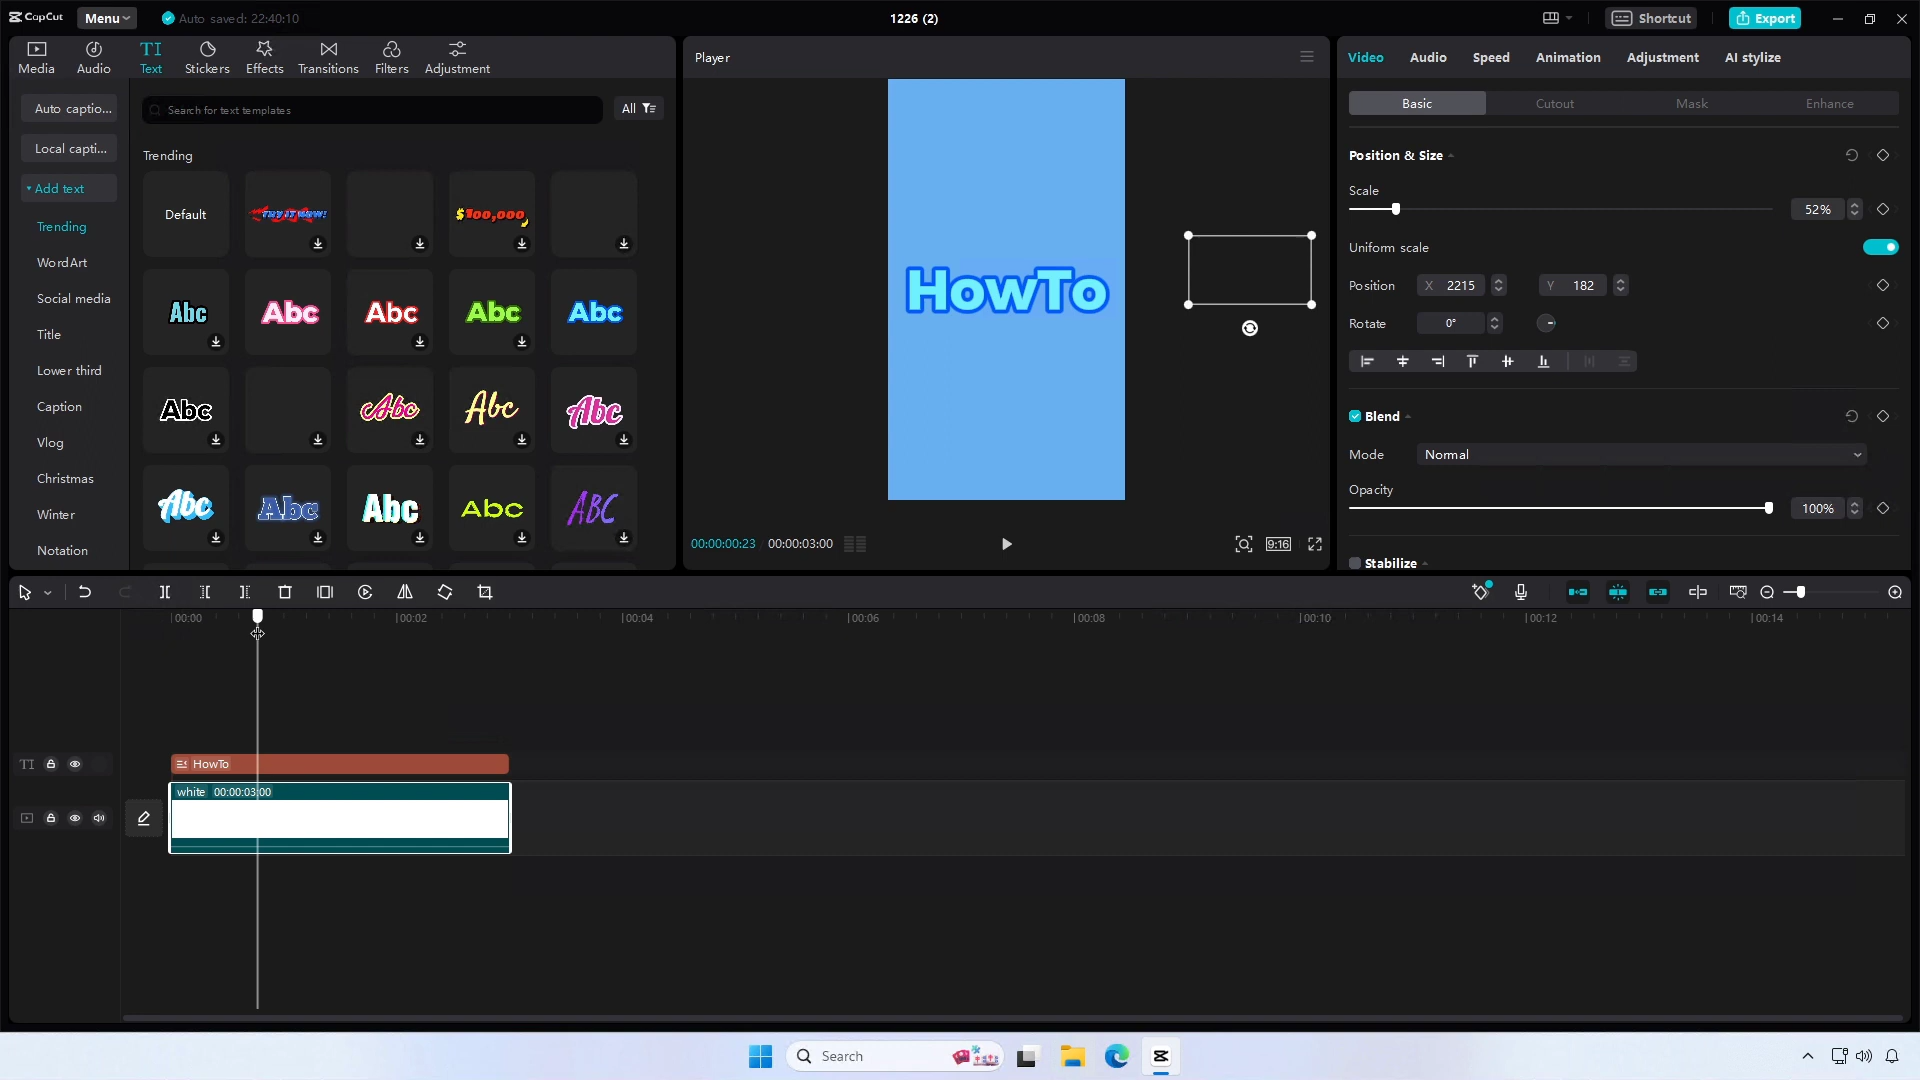 CapCut
Menu
Auto saved: 22:40:10
1226 (2)
Shortcut
Export
Media
Audio
Text
Stickers
Effects
Transitions
Filters
Adjustment
Auto captio...
Local capti...
Add text
Trending
WordArt
Social media
Title
Lower third
Caption
Vlog
Christmas
Winter
Notation
Search for text templates
All
Trending
Default
TRY IT NOW!
$100,000
Abc
Abc
Abc
Abc
Abc
Abc
Abc
Abc
Abc
Abc
Abc
Abc
Abc
ABC
Player
HowTo
00:00:00:23
00:00:03:00
9:16
Video
Audio
Speed
Animation
Adjustment
AI stylize
Basic
Cutout
Mask
Enhance
Position & Size
Scale
52%
Uniform scale
Position
X 2215
Y 182
Rotate
0°
Blend
Mode
Normal
Opacity
100%
Stabilize
00:00
00:02
00:04
00:06
00:08
00:10
00:12
00:14
TI
HowTo
white 00:00:03:00
Search